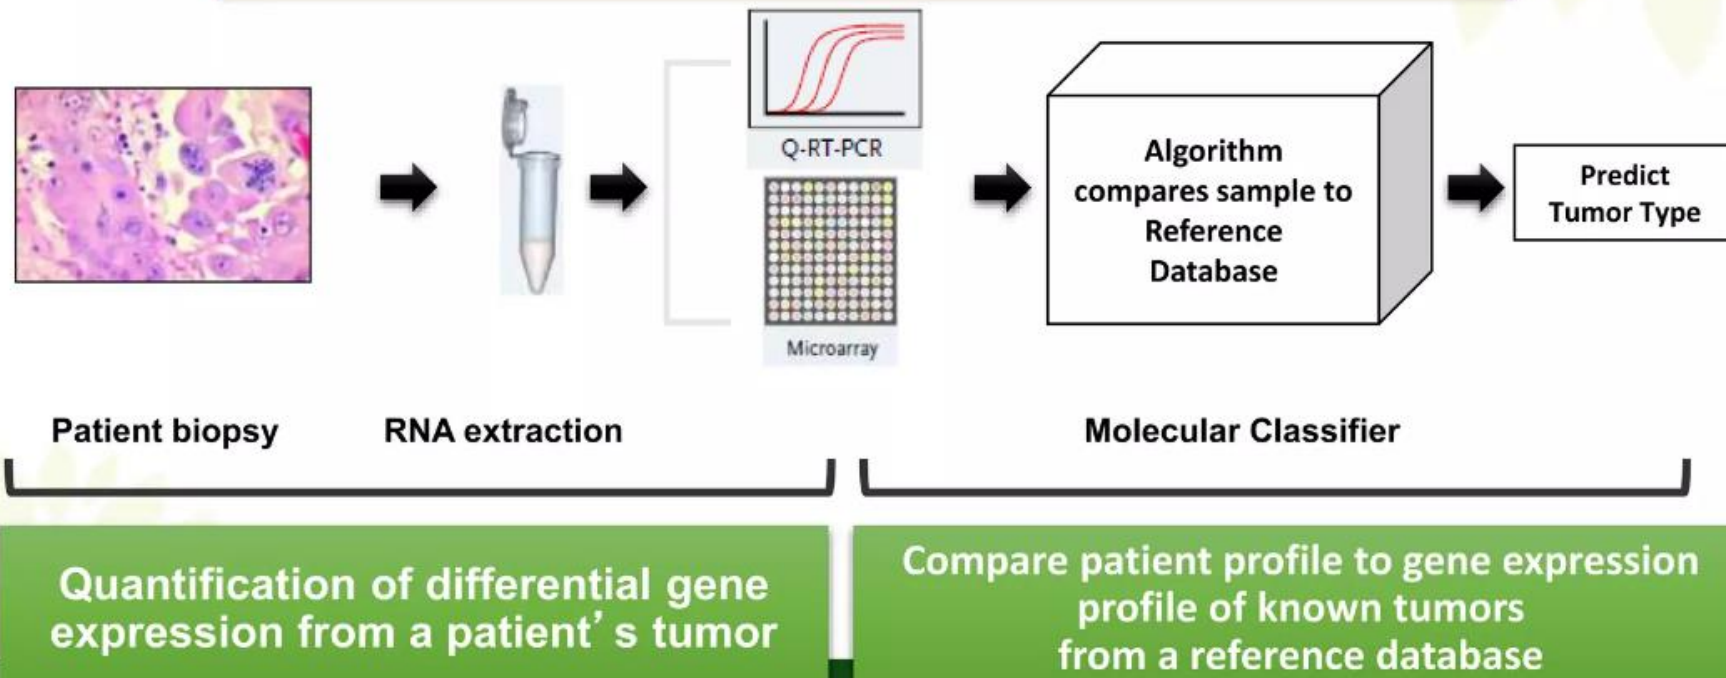 Q-RT-PCR
Microarray
Algorithm
compares sample to
Reference
Database
Predict
Tumor Type
Patient biopsy
RNA extraction
Molecular Classifier
Quantification of differential gene
expression from a patient’s tumor
Compare patient profile to gene expression
profile of known tumors
from a reference database